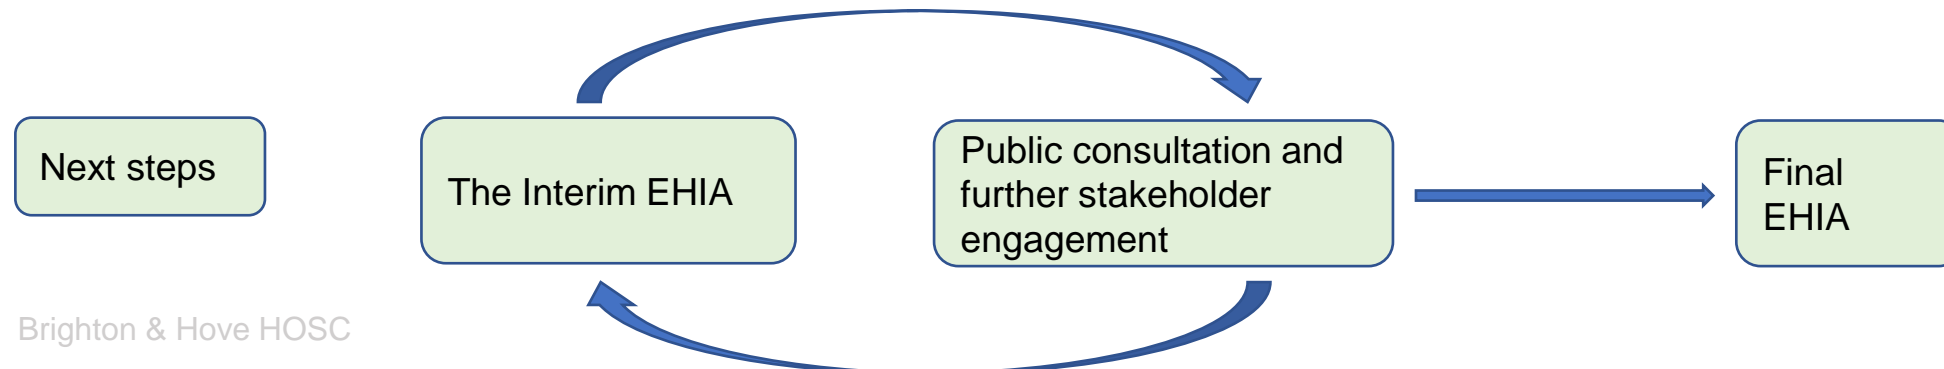 Next steps
The Interim EHIA
Public consultation and
further stakeholder
engagement
Final
EHIA
Brighton & Hove HOSC